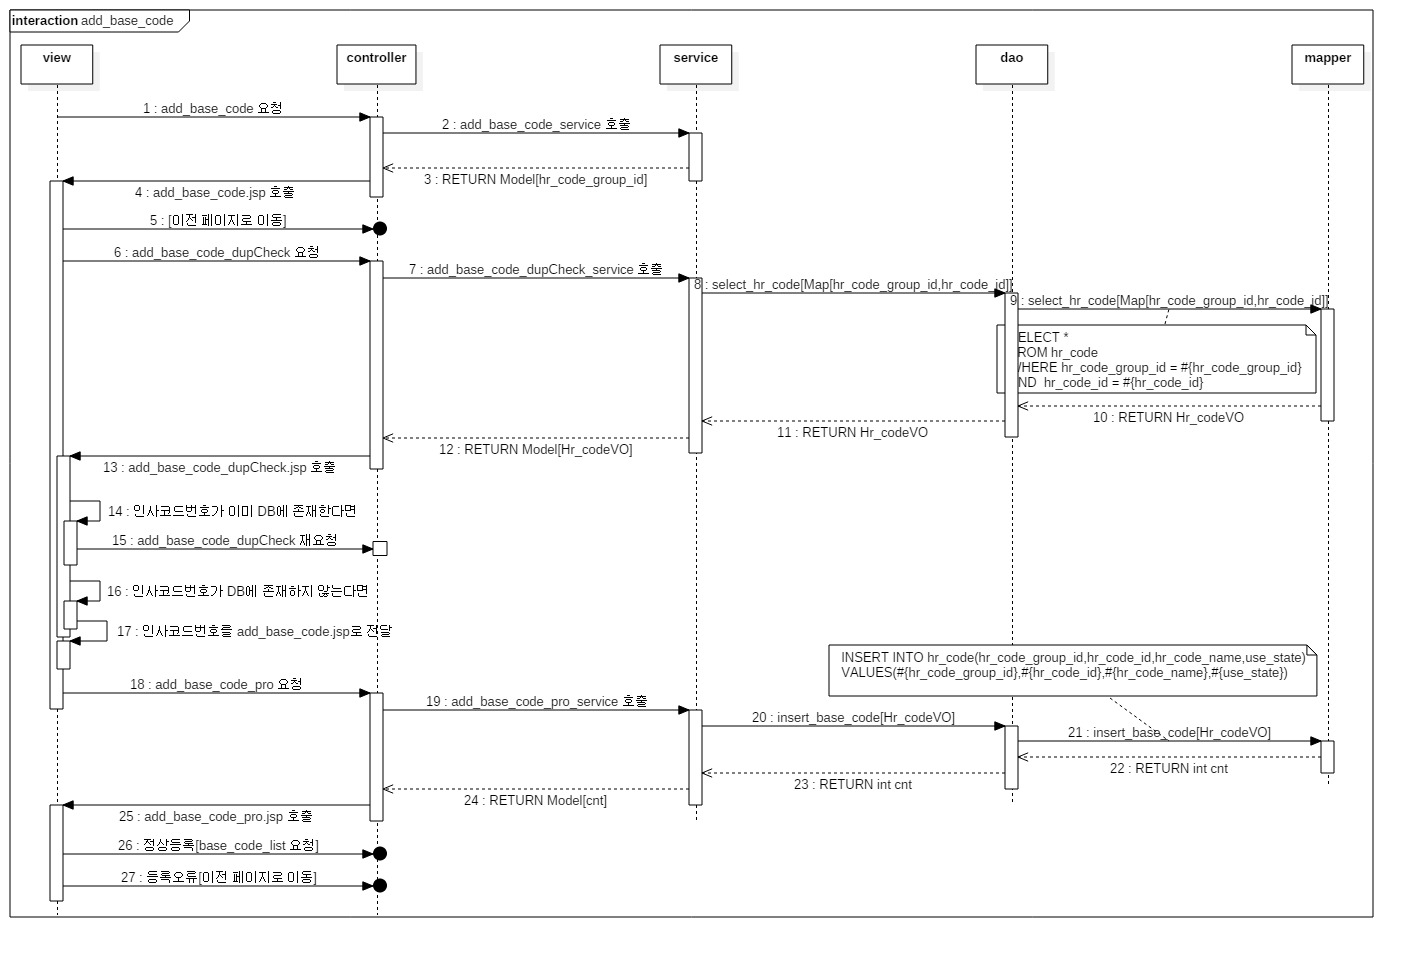 interaction add_base_code
view
controller
service
dao
mapper
1 : add_base_code 요청
2 : add_base_code_service 호출
3 : RETURN Model[hr_code_group_id]
4 : add_base_code.jsp 호출
5 : [이전 페이지로 이동]
6 : add_base_code_dupCheck 요청
7 : add_base_code_dupCheck_service 호출
8 : select_hr_code[Map[hr_code_group_id,hr_code_id]]
9 : select_hr_code[Map[hr_code_group_id,hr_code_id]]
ELECT *
ROM hr_code
HERE hr_code_group_id = #{hr_code_group_id}
ND hr_code_id = #{hr_code_id}
10 : RETURN Hr_codeVO
11 : RETURN Hr_codeVO
12 : RETURN Model[Hr_codeVO]
13 : add_base_code_dupCheck.jsp 호출
14 : 인사코드번호가 이미 DB에 존재한다면
15 : add_base_code_dupCheck 재요청
16 : 인사코드번호가 DB에 존재하지 않는다면
17 : 인사코드번호를 add_base_code.jsp로 전달
INSERT INTO hr_code(hr_code_group_id,hr_code_id,hr_code_name,use_state)
VALUES(#{hr_code_group_id},#{hr_code_id},#{hr_code_name},#{use_state})
18 : add_base_code_pro 요청
19 : add_base_code_pro_service 호출
20 : insert_base_code[Hr_codeVO]
21 : insert_base_code[Hr_codeVO]
22 : RETURN int cnt
23 : RETURN int cnt
24 : RETURN Model[cnt]
25 : add_base_code_pro.jsp 호출
26 : 정상등록[base_code_list 요청]
27 : 등록오류[이전 페이지로 이동]